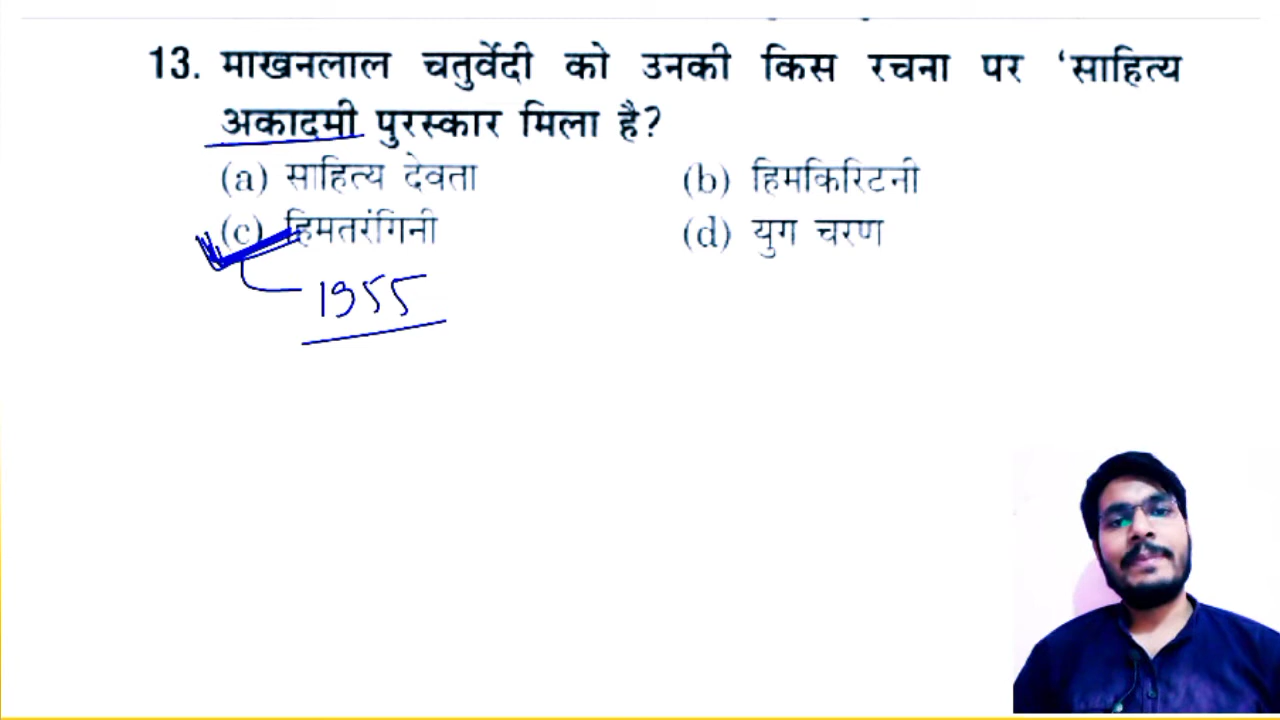 13. माखनलाल चतुर्वेदी को उनकी किस रचना पर ‘साहित्य
अकादमी पुरस्कार मिला है?
(a) साहित्य देवता (b) हिमकिरिटनी
(c) हिमतरंगिनी (d) युग चरण
1955